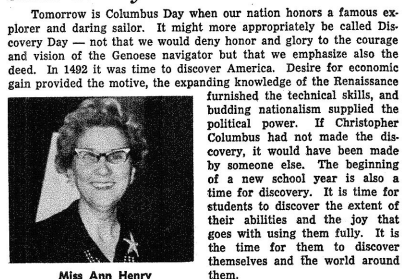 Tomorrow is Columbus Day when our nation honors a famous ex-
plorer and daring sailor. It might more appropriately be called Dis-
covery Day — not that we would deny honor and glory to the courage
and vision of the Genoese navigator but that we emphasize also the
deed. In 1492 it was time to discover America. Desire for economic
gain provided the motive, the expanding knowledge of the Renaissance
furnished the technical skills, and
budding nationalism supplied the
political power. If Christopher
Columbus had not made the dis-
covery, it would have been made
by someone else. The beginning
of a new school year is also a
time for discovery. It is time for
students to discover the extent of
their abilities and the joy that
goes with using them fully. It is
the time for them to discover
themselves and the world around
them.
Miss Ann Henry